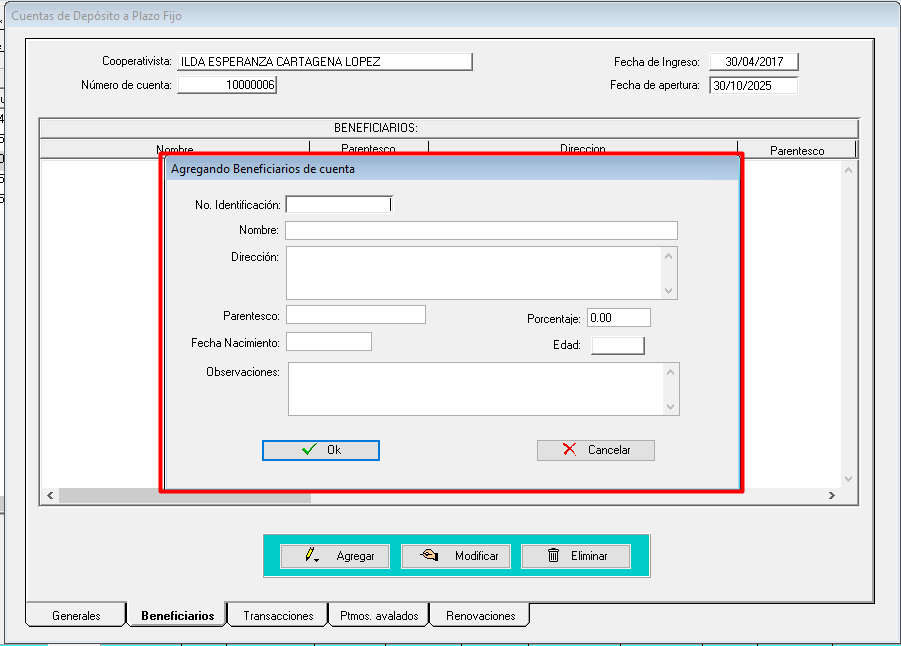 Cuentas de Depósito a Plazo Fijo
Cooperativista: ILDA ESPERANZA CARTAGENA LOPEZ Fecha de Ingreso: 30/04/2017
Número de cuenta: 10000006 Fecha de apertura: 30/10/2025
BENEFICIARIOS:
Nombre Parentesco Direccion Parentesco
Agregando Beneficiarios de cuenta
No. Identificación:
Nombre:
Dirección:
Parentesco: Porcentaje: 0.00
Fecha Nacimiento: Edad:
Observaciones:
Ok Cancelar
Agregar Modificar Eliminar
Generales Beneficiarios Transacciones Ptmos. avalados Renovaciones